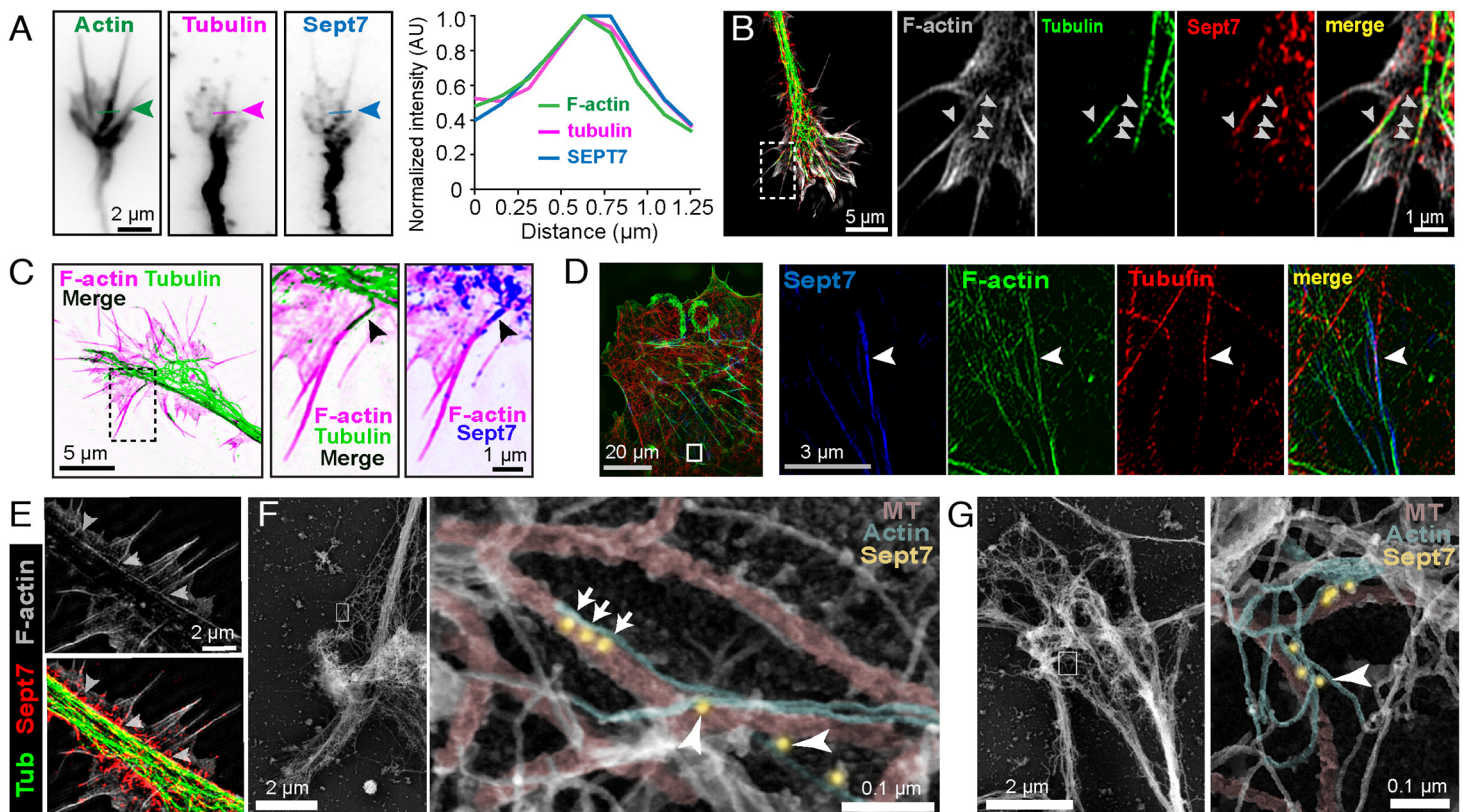 A
Actin
Tubulin
Sept7
2 µm
Normalized intensity (AU)
1.0
0.8
0.6
0.4
0.2
0
F-actin
tubulin
SEPT7
0 0.25 0.50 0.75 1.0 1.25
Distance (µm)
B
5 µm
F-actin
Tubulin
Sept7
merge
1 µm
C
F-actin Tubulin
Merge
5 µm
F-actin
Tubulin
Merge
F-actin
Sept7
1 µm
D
20 µm
Sept7
3 µm
F-actin
Tubulin
merge
E
Tub Sept7 F-actin
2 µm
F
2 µm
MT
Actin
Sept7
0.1 µm
G
2 µm
MT
Actin
Sept7
0.1 µm